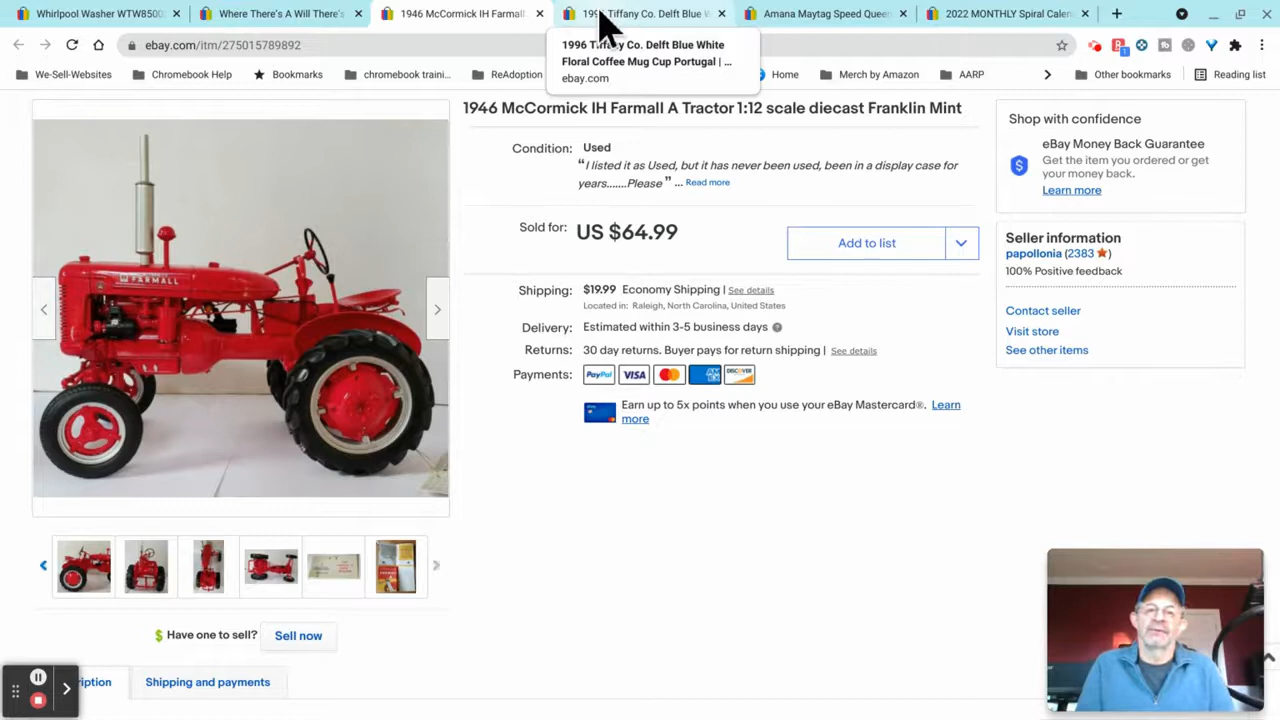 Whirlpool Washer WTW8500
Where There's A Will There's
1946 McCormick IH Farmall
Tiffany Co. Delft Blue W
Amana Maytag Speed Queen
2022 MONTHLY Spiral Calen
ebay.com/itm/275015789892
We-Sell-Websites
Chromebook Help
Bookmarks
chromebook traini...
ReAdoption
Home
Merch by Amazon
AARP
Other bookmarks
Reading list
1996 Tiffany Co. Delft Blue White
Floral Coffee Mug Cup Portugal | ...
ebay.com
1946 McCormick IH Farmall A Tractor 1:12 scale diecast Franklin Mint
Condition: Used
"I listed it as Used, but it has never been used, been in a display case for
years.......Please" ... Read more
Sold for: US $64.99
Add to list
Shipping: $19.99 Economy Shipping | See details
Located in: Raleigh, North Carolina, United States
Delivery: Estimated within 3-5 business days
Returns: 30 day returns. Buyer pays for return shipping | See details
Payments: PayPal VISA DISCOVER
Earn up to 5x points when you use your eBay Mastercard®. Learn
more
Shop with confidence
eBay Money Back Guarantee
Get the item you ordered or get
your money back.
Learn more
Seller information
papollonia (2383 )
100% Positive feedback
Contact seller
Visit store
See other items
FARMALL
Have one to sell? Sell now
ription
Shipping and payments